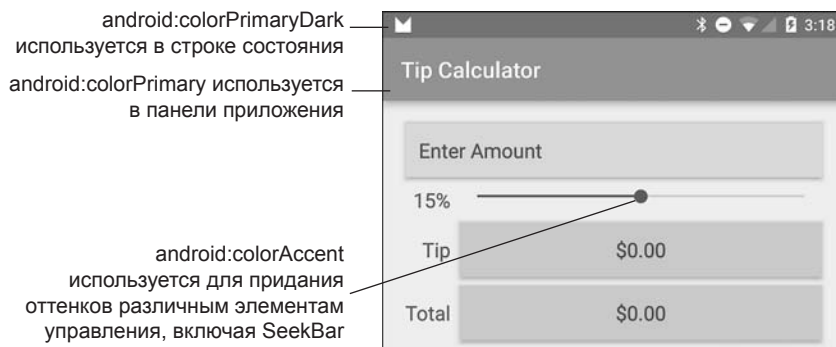 android:colorPrimaryDark
используется в строке состояния
android:colorPrimary используется
в панели приложения
android:colorAccent
используется для придания
оттенков различным элементам
управления, включая SeekBar
3:18
Tip Calculator
Enter Amount
15%
Tip
$0.00
Total
$0.00